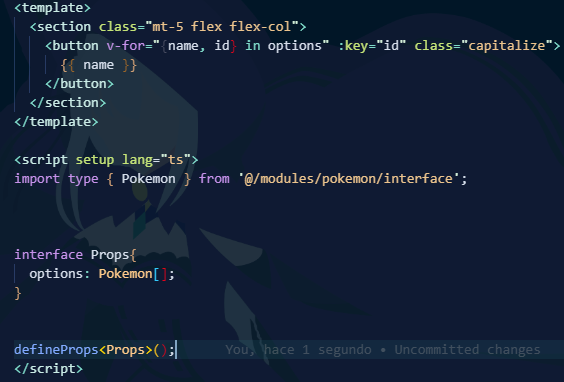 <template>
  <section class="mt-5 flex flex-col">
    <button v-for="{name, id} in options" :key="id" class="capitalize">
      {{ name }}
    </button>
  </section>
</template>

<script setup lang="ts">
import type { Pokemon } from '@/modules/pokemon/interface';

interface Props{
  options: Pokemon[];
}

defineProps<Props>(); You, hace 1 segundo • Uncommitted changes
</script>